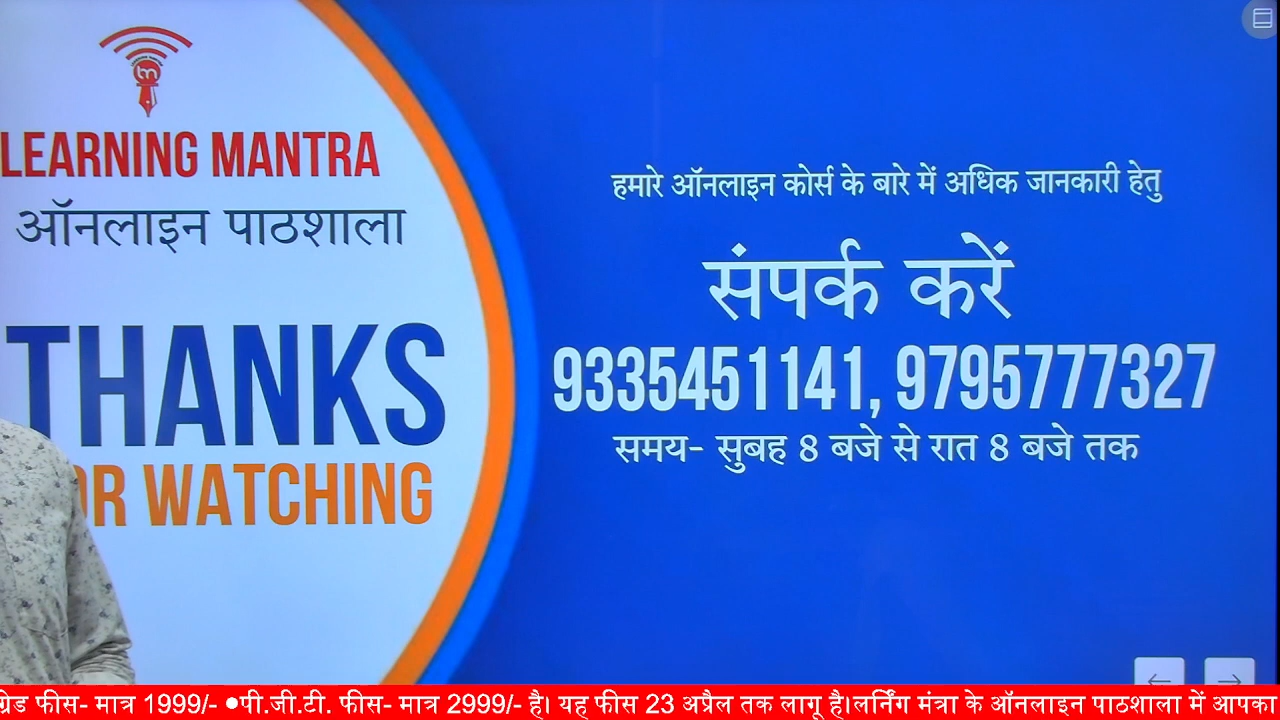 LEARNING MANTRA
ऑनलाइन पाठशाला
THANKS
OR WATCHING
हमारे ऑनलाइन कोर्स के बारे में अधिक जानकारी हेतु
संपर्क करें
9335451141, 9795777327
समय- सुबह 8 बजे से रात 8 बजे तक
फीस- मात्र 1999/- •पी.जी.टी. फीस- मात्र 2999/- है। यह फीस 23 अप्रैल तक लागू है।लर्निंग मंत्रा के ऑनलाइन पाठशाला में आपका